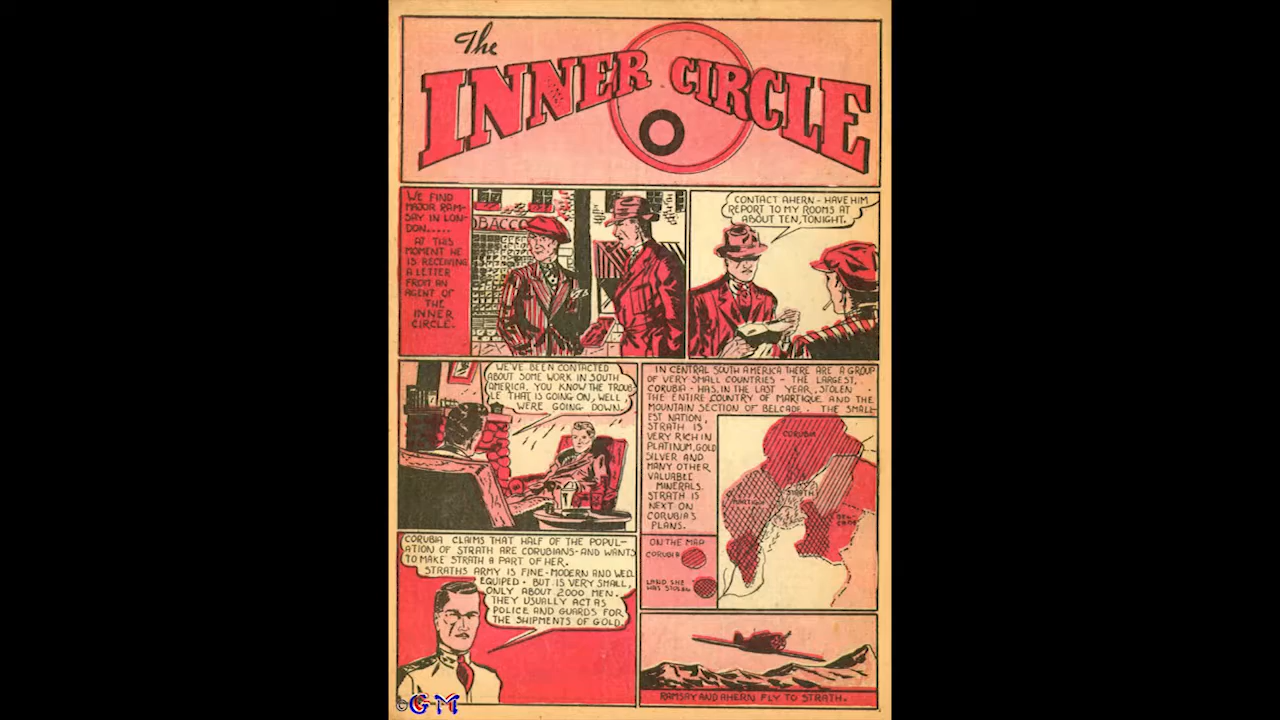 The
INNER CIRCLE
WE FIND
MAJOR RAM-
SAY IN LON-
DON.....
AT THIS
MOMENT HE
IS RECEIVING
A LETTER
FROM AN
AGENT OF
THE
INNER
CIRCLE.
OBACCO
CONTACT AHERN - HAVE HIM
REPORT TO MY ROOMS AT
ABOUT TEN, TONIGHT.
WE'VE BEEN CONTACTED
ABOUT SOME WORK IN SOUTH
AMERICA, YOU KNOW THE TROUB-
LE THAT IS GOING ON, WELL
WE'RE GOING DOWN.
IN CENTRAL SOUTH AMERICA THERE ARE A GROUP
OF VERY SMALL COUNTRIES - THE LARGEST,
CORUBIA - HAS, IN THE LAST YEAR, STOLEN
THE ENTIRE COUNTRY OF MARTIQUE AND THE
MOUNTAIN SECTION OF BELCADE. THE SMALL-
EST NATION,
STRATH IS
VERY RICH IN
PLATINUM, GOLD
SILVER AND
MANY OTHER
VALUABLE
MINERALS.
STRATH IS
NEXT ON
CORUBIA'S
PLANS.
CORUBIA
MARTIQUE
STRATH
BEL-
CADE
ON THE MAP
CORUBIA
LAND SHE
HAS STOLEN
CORUBIA CLAIMS THAT HALF OF THE POPUL-
ATION OF STRATH ARE CORUBIANS - AND WANTS
TO MAKE STRATH A PART OF HER.
STRATHS ARMY IS FINE - MODERN AND WELL
EQUIPED - BUT IS VERY SMALL,
ONLY ABOUT 2000 MEN.
THEY USUALLY ACT AS
POLICE AND GUARDS FOR
THE SHIPMENTS OF GOLD.
RAMSAY AND AHERN FLY TO STRATH.
©GM